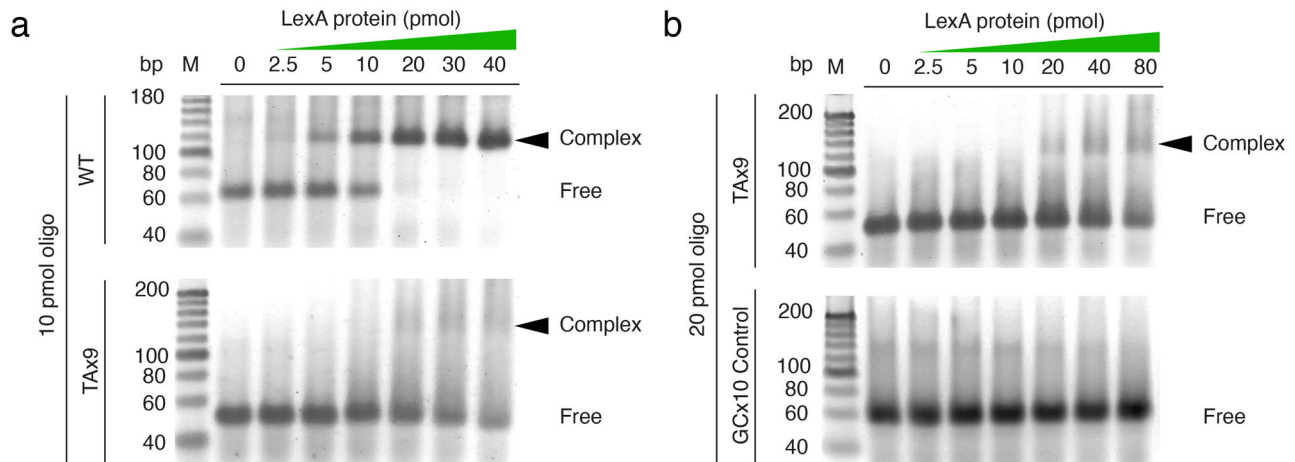 a
LexA protein (pmol)
bp M 0 2.5 5 10 20 30 40
10 pmol oligo
WT
180
100
80
60
40
Complex
Free
TAx9
200
100
80
60
40
Complex
Free
b
LexA protein (pmol)
bp M 0 2.5 5 10 20 40 80
20 pmol oligo
TAx9
200
100
80
60
40
Complex
Free
GCx10 Control
200
100
80
60
40
Free